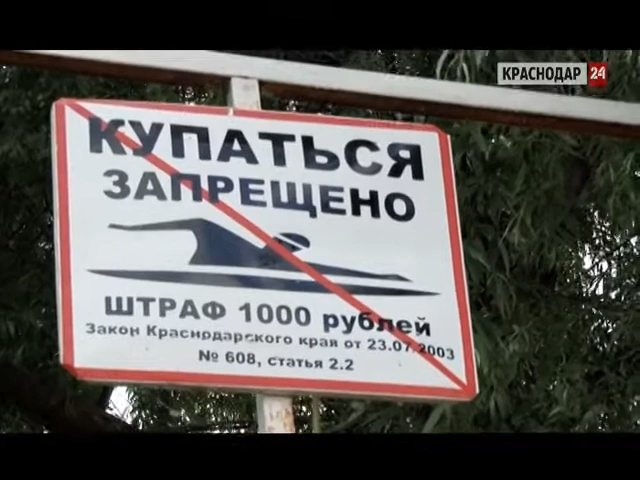 КРАСНОДАР 24
КУПАТЬСЯ
ЗАПРЕЩЕНО
ШТРАФ 1000 рублей
Закон Краснодарского края от 23.07.2003
№ 608, статья 2.2